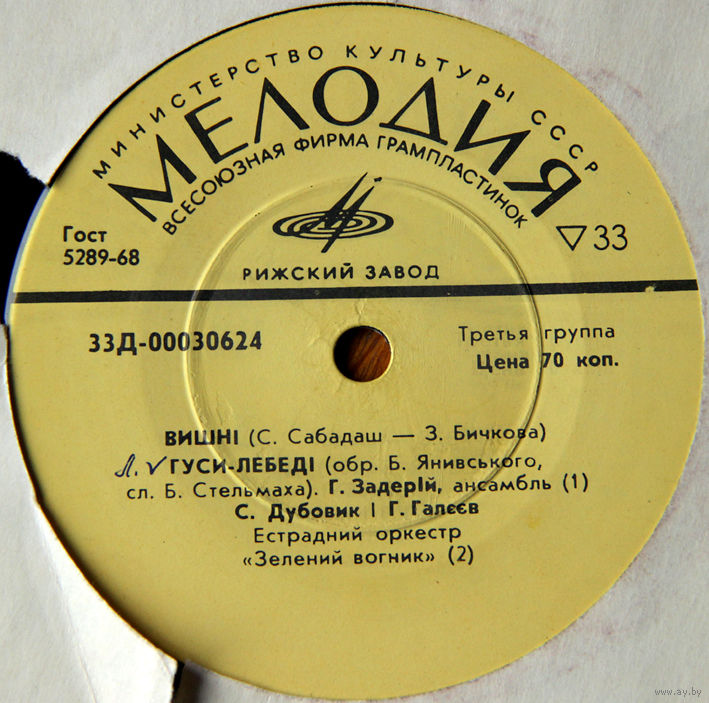 МИНИСТЕРСТВО КУЛЬТУРЫ СССР
МЕЛОДИЯ
ВСЕСОЮЗНАЯ ФИРМА ГРАМПЛАСТИНОК
Гост
5289-68
▽33
РИЖСКИЙ ЗАВОД
33Д-00030624
Третья группа
Цена 70 коп.
ВИШНІ (С. Сабадаш — З. Бичкова)
Л. √ ГУСИ-ЛЕБЕДІ (обр. Б. Янивського,
сл. Б. Стельмаха). Г. Задерій, ансамбль (1)
С. Дубовик і Г. Галєєв
Естрадний оркестр
«Зелений вогник» (2)
www.ay.by